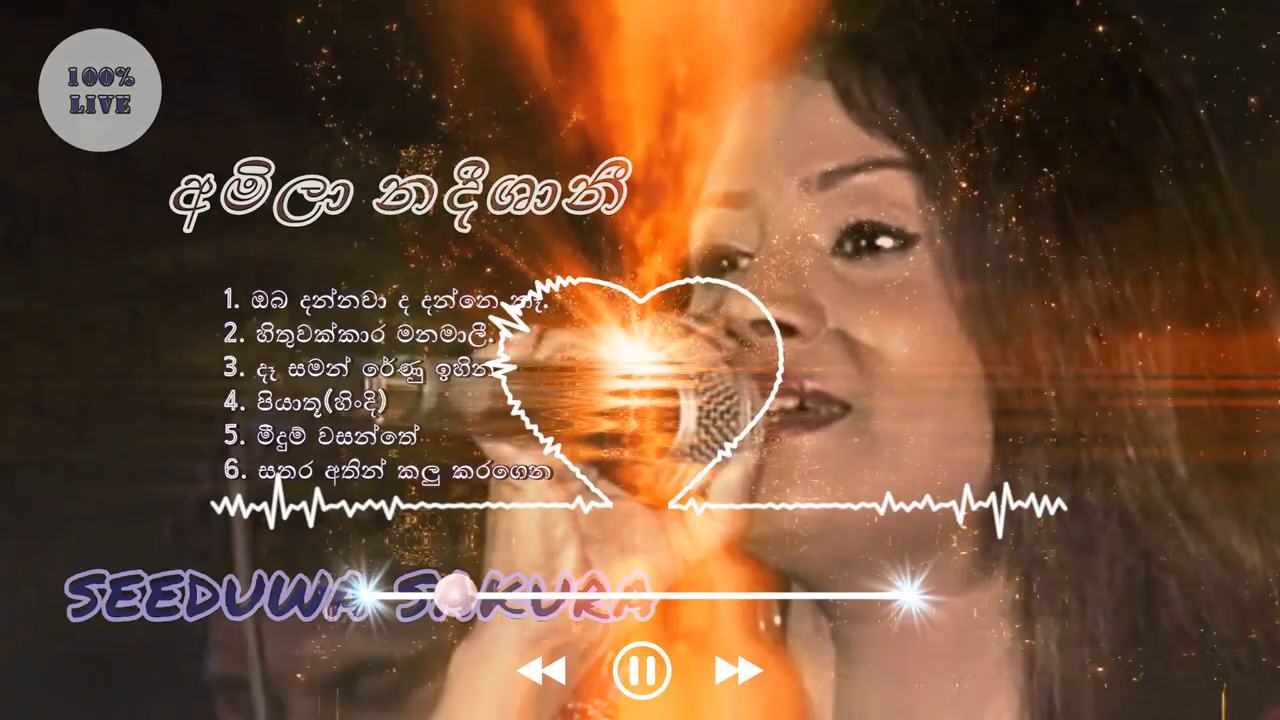 100%
LIVE
අමිලා නදීශානී
1. ඔබ දන්නවා ද දන්නෙ නෑ.
2. හිතුවක්කාර මනමාලී.
3. දෑ සමන් රේණු ඉහින
4. පියාතූ(හිංදි)
5. මීදුම් වසන්තේ
6. සතර අතින් කලු කරගෙන
SEEDUWA SAKURA